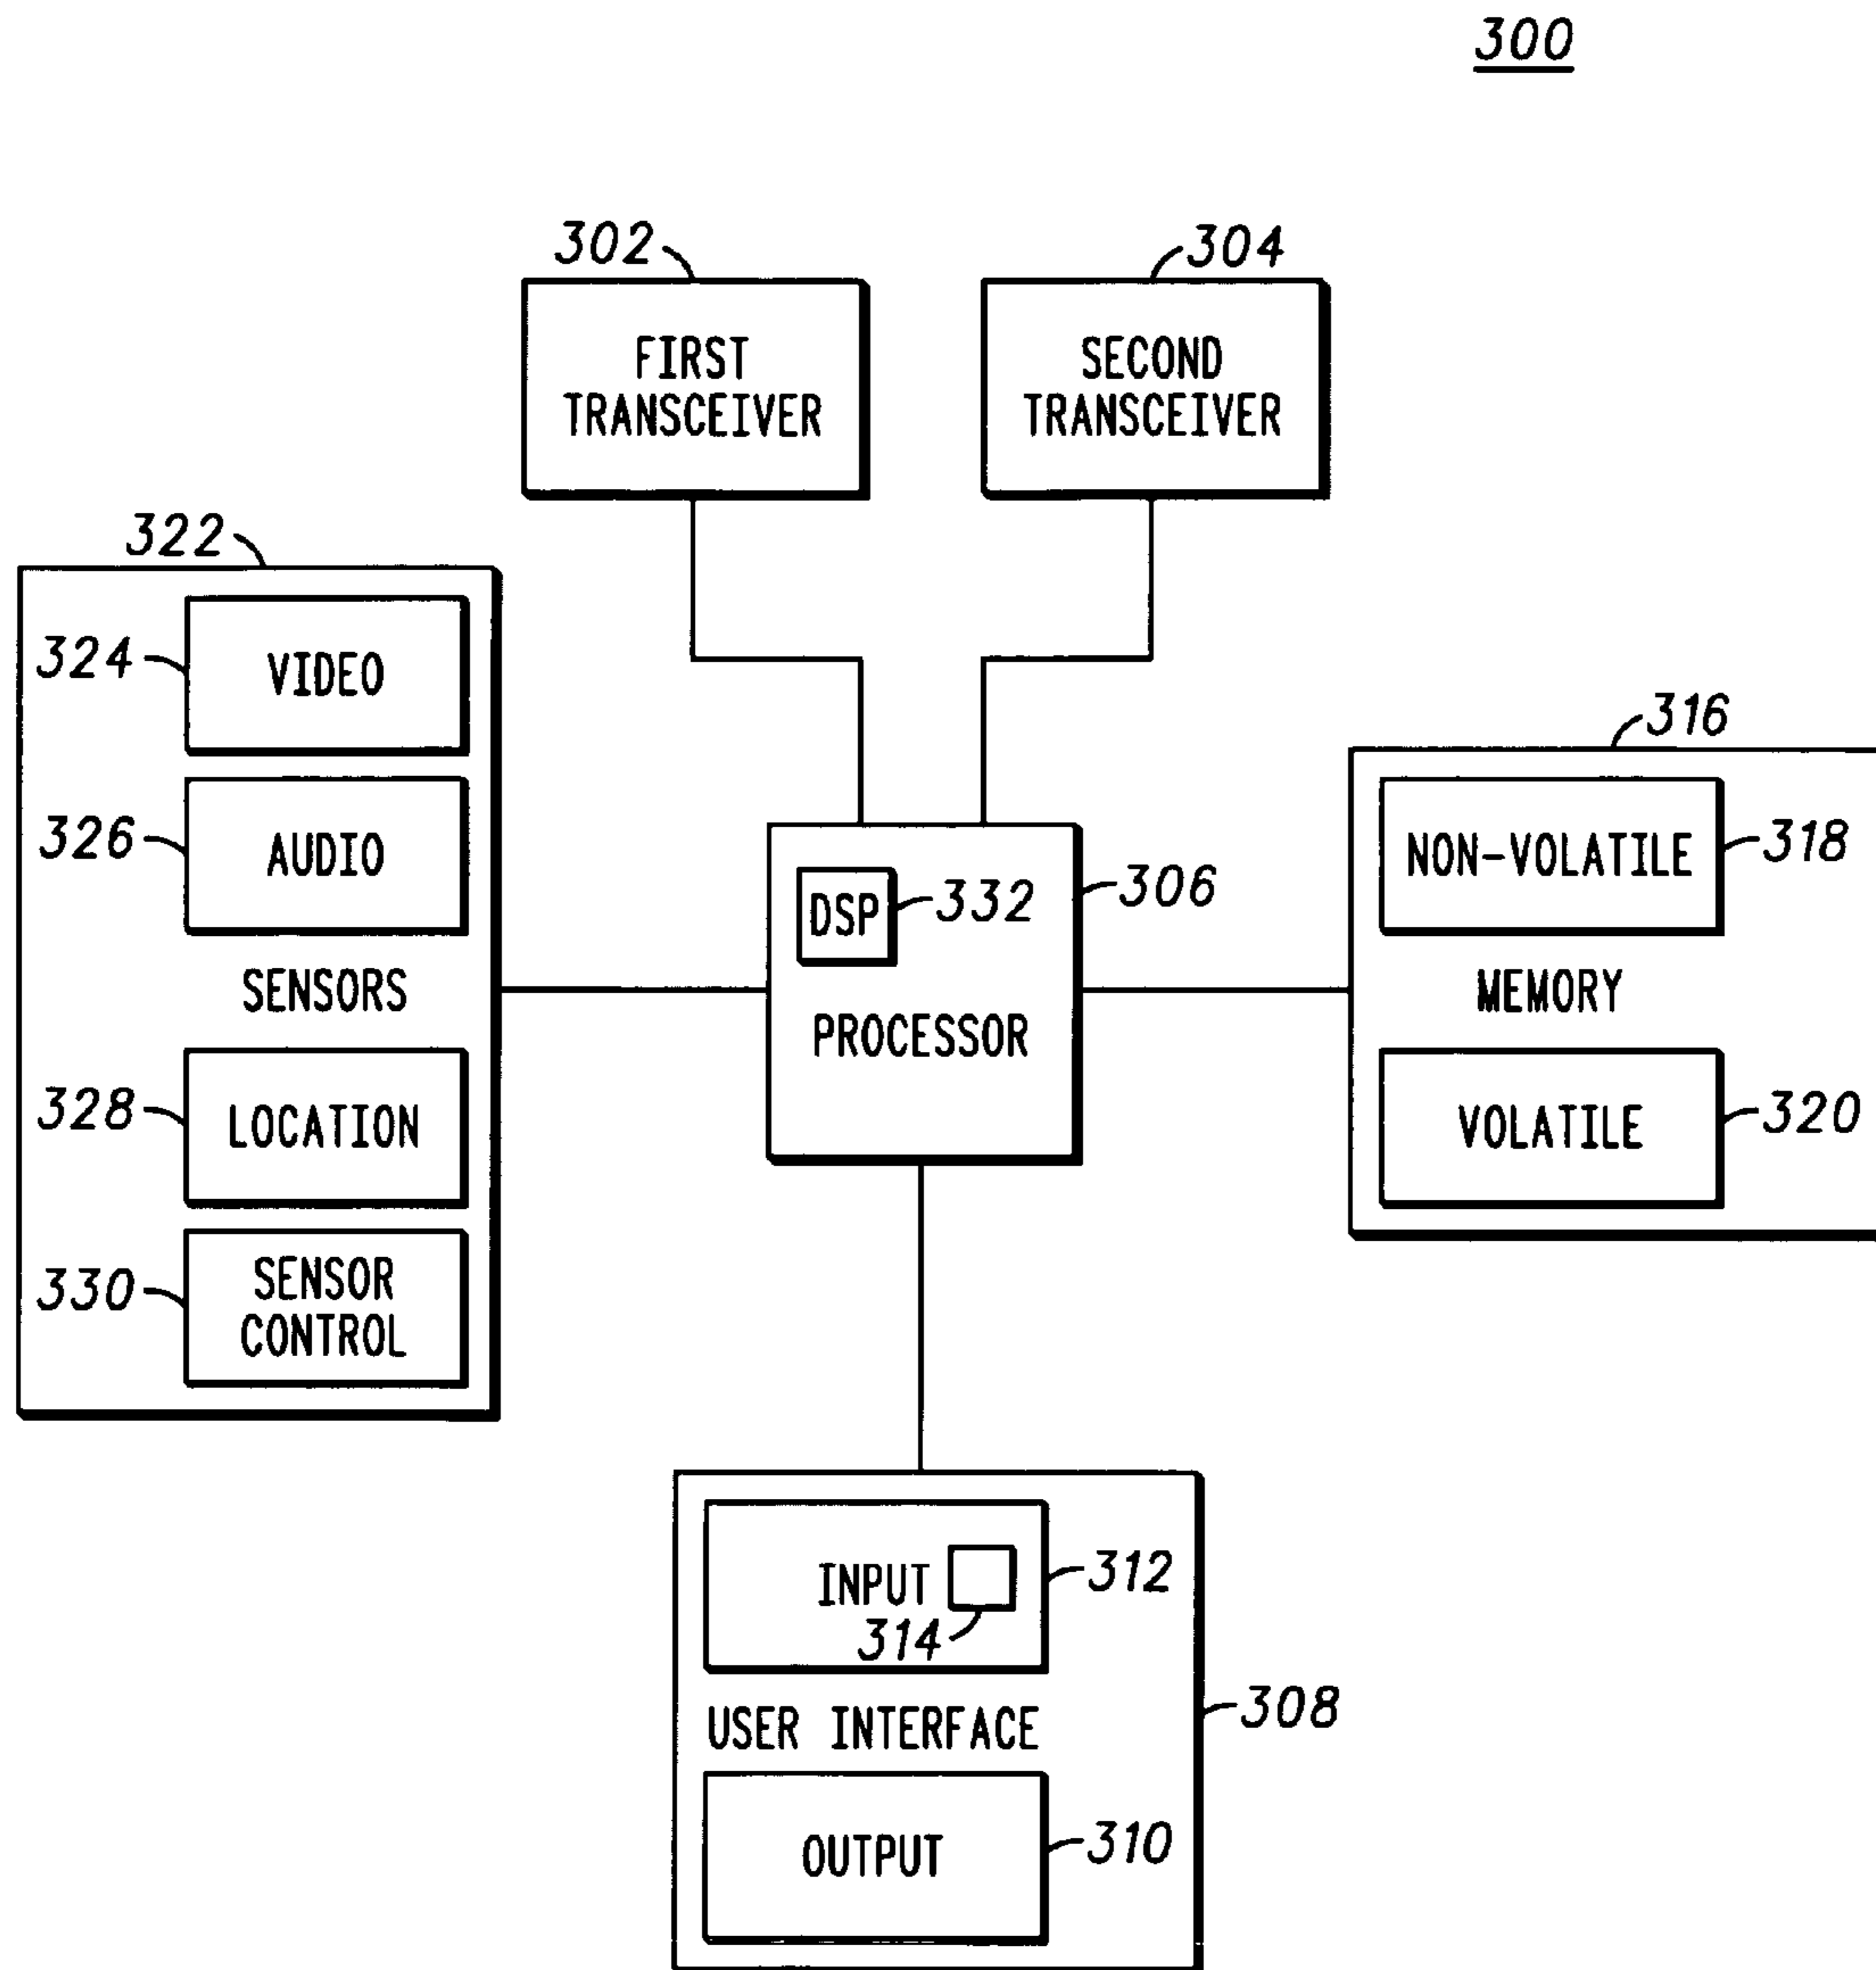 300
302
304
FIRST
TRANSCEIVER
SECOND
TRANSCEIVER
322
324
VIDEO
326
AUDIO
SENSORS
328
LOCATION
330
SENSOR
CONTROL
DSP
332
306
PROCESSOR
316
NON-VOLATILE
318
MEMORY
VOLATILE
320
INPUT
312
314
USER INTERFACE
308
OUTPUT
310